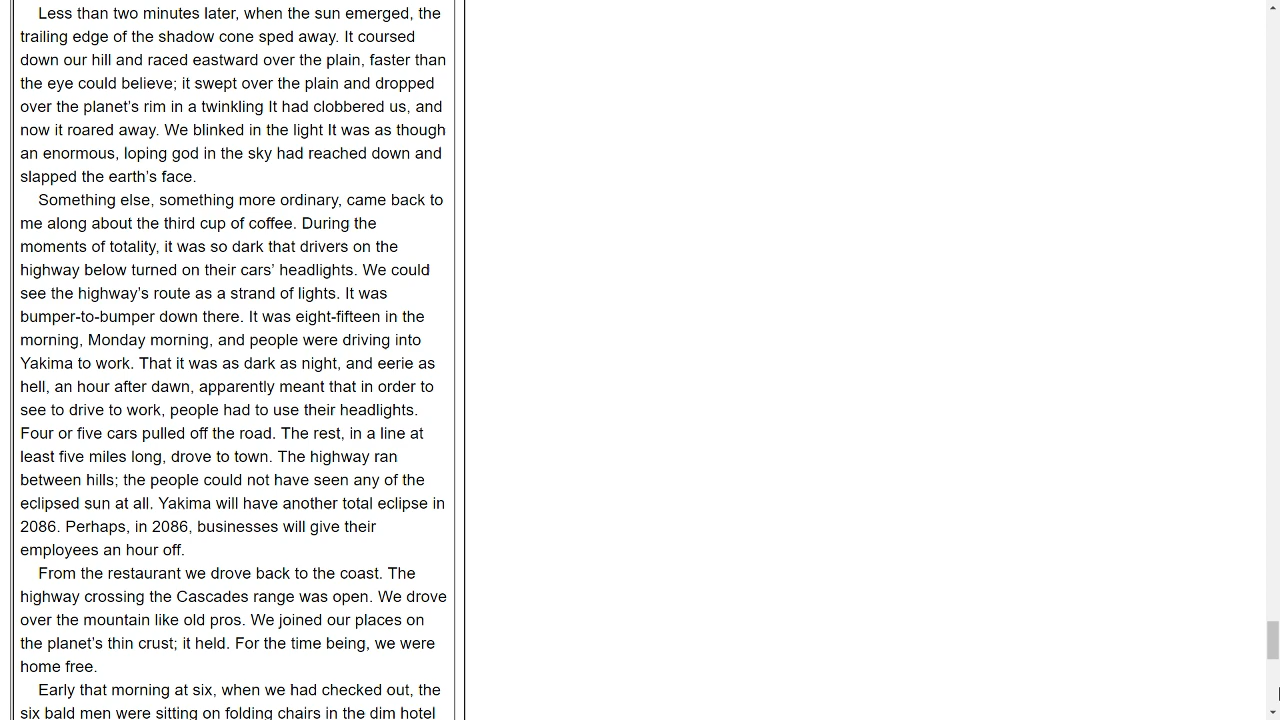 Less than two minutes later, when the sun emerged, the
trailing edge of the shadow cone sped away. It coursed
down our hill and raced eastward over the plain, faster than
the eye could believe; it swept over the plain and dropped
over the planet's rim in a twinkling It had clobbered us, and
now it roared away. We blinked in the light It was as though
an enormous, loping god in the sky had reached down and
slapped the earth's face.
Something else, something more ordinary, came back to
me along about the third cup of coffee. During the
moments of totality, it was so dark that drivers on the
highway below turned on their cars' headlights. We could
see the highway's route as a strand of lights. It was
bumper-to-bumper down there. It was eight-fifteen in the
morning, Monday morning, and people were driving into
Yakima to work. That it was as dark as night, and eerie as
hell, an hour after dawn, apparently meant that in order to
see to drive to work, people had to use their headlights.
Four or five cars pulled off the road. The rest, in a line at
least five miles long, drove to town. The highway ran
between hills; the people could not have seen any of the
eclipsed sun at all. Yakima will have another total eclipse in
2086. Perhaps, in 2086, businesses will give their
employees an hour off.
From the restaurant we drove back to the coast. The
highway crossing the Cascades range was open. We drove
over the mountain like old pros. We joined our places on
the planet's thin crust; it held. For the time being, we were
home free.
Early that morning at six, when we had checked out, the
six bald men were sitting on folding chairs in the dim hotel